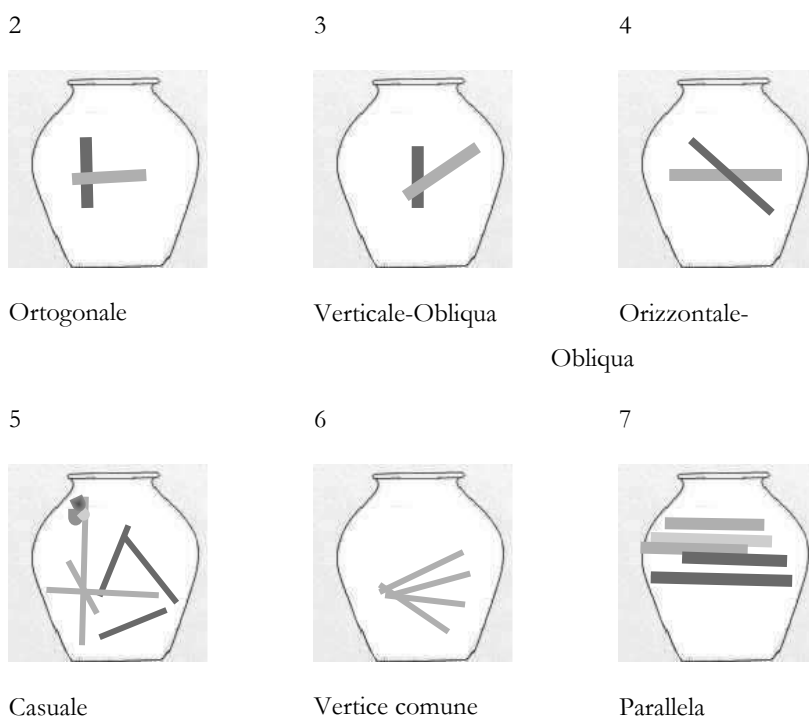 2 3 4
Ortogonale Verticale-Obliqua Orizzontale-
Obliqua
5 6 7
Casuale Vertice comune Parallela